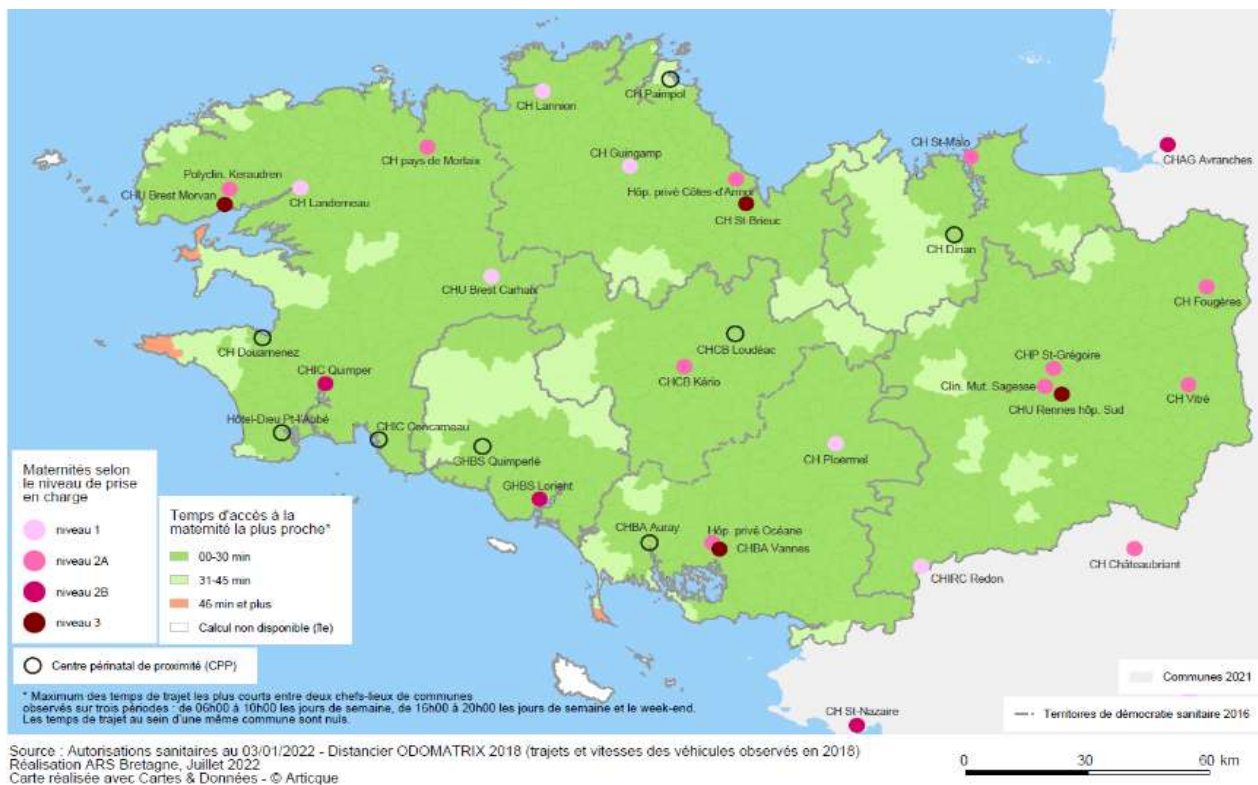 CH Paimpol
CH Lannion
CH St-Malo
CHAG Avranches
CH pays de Morlaix
CH Guingamp
Polyclin. Keraudren
Hôp. privé Côtes-d'Armor
CHU Brest Morvan
CH Landerneau
CH St-Brieuc
CH Dinan
CHU Brest Carhaix
CH Fougères
CH Douarnenez
CHCB Loudéac
CHIC Quimper
CHCB Kério
CHP St-Grégoire
Clin. Mut. Sagesse
CHU Rennes hôp. Sud
CH Vitré
Hôtel-Dieu Pt-l'Abbé
CHIC Concarneau
GHBS Quimperlé
CH Ploermel
GHBS Lorient
CHBA Auray
Hôp. privé Océane
CHBA Vannes
CHIRC Redon
CH Châteaubriant
CH St-Nazaire
Maternités selon
le niveau de prise
en charge
niveau 1
niveau 2A
niveau 2B
niveau 3
Temps d'accès à la
maternité la plus proche*
00-30 min
31-45 min
46 min et plus
Calcul non disponible (île)
Centre périnatal de proximité (CPP)
* Maximum des temps de trajet les plus courts entre deux chefs-lieux de communes
observés sur trois périodes : de 06h00 à 10h00 les jours de semaine, de 16h00 à 20h00 les jours de semaine et le week-end.
Les temps de trajet au sein d'une même commune sont nuls.
Communes 2021
Territoires de démocratie sanitaire 2016
Source : Autorisations sanitaires au 03/01/2022 - Distancier ODOMATRIX 2018 (trajets et vitesses des véhicules observés en 2018)
Réalisation ARS Bretagne, Juillet 2022
Carte réalisée avec Cartes & Données - © Articque
0 30 60 km